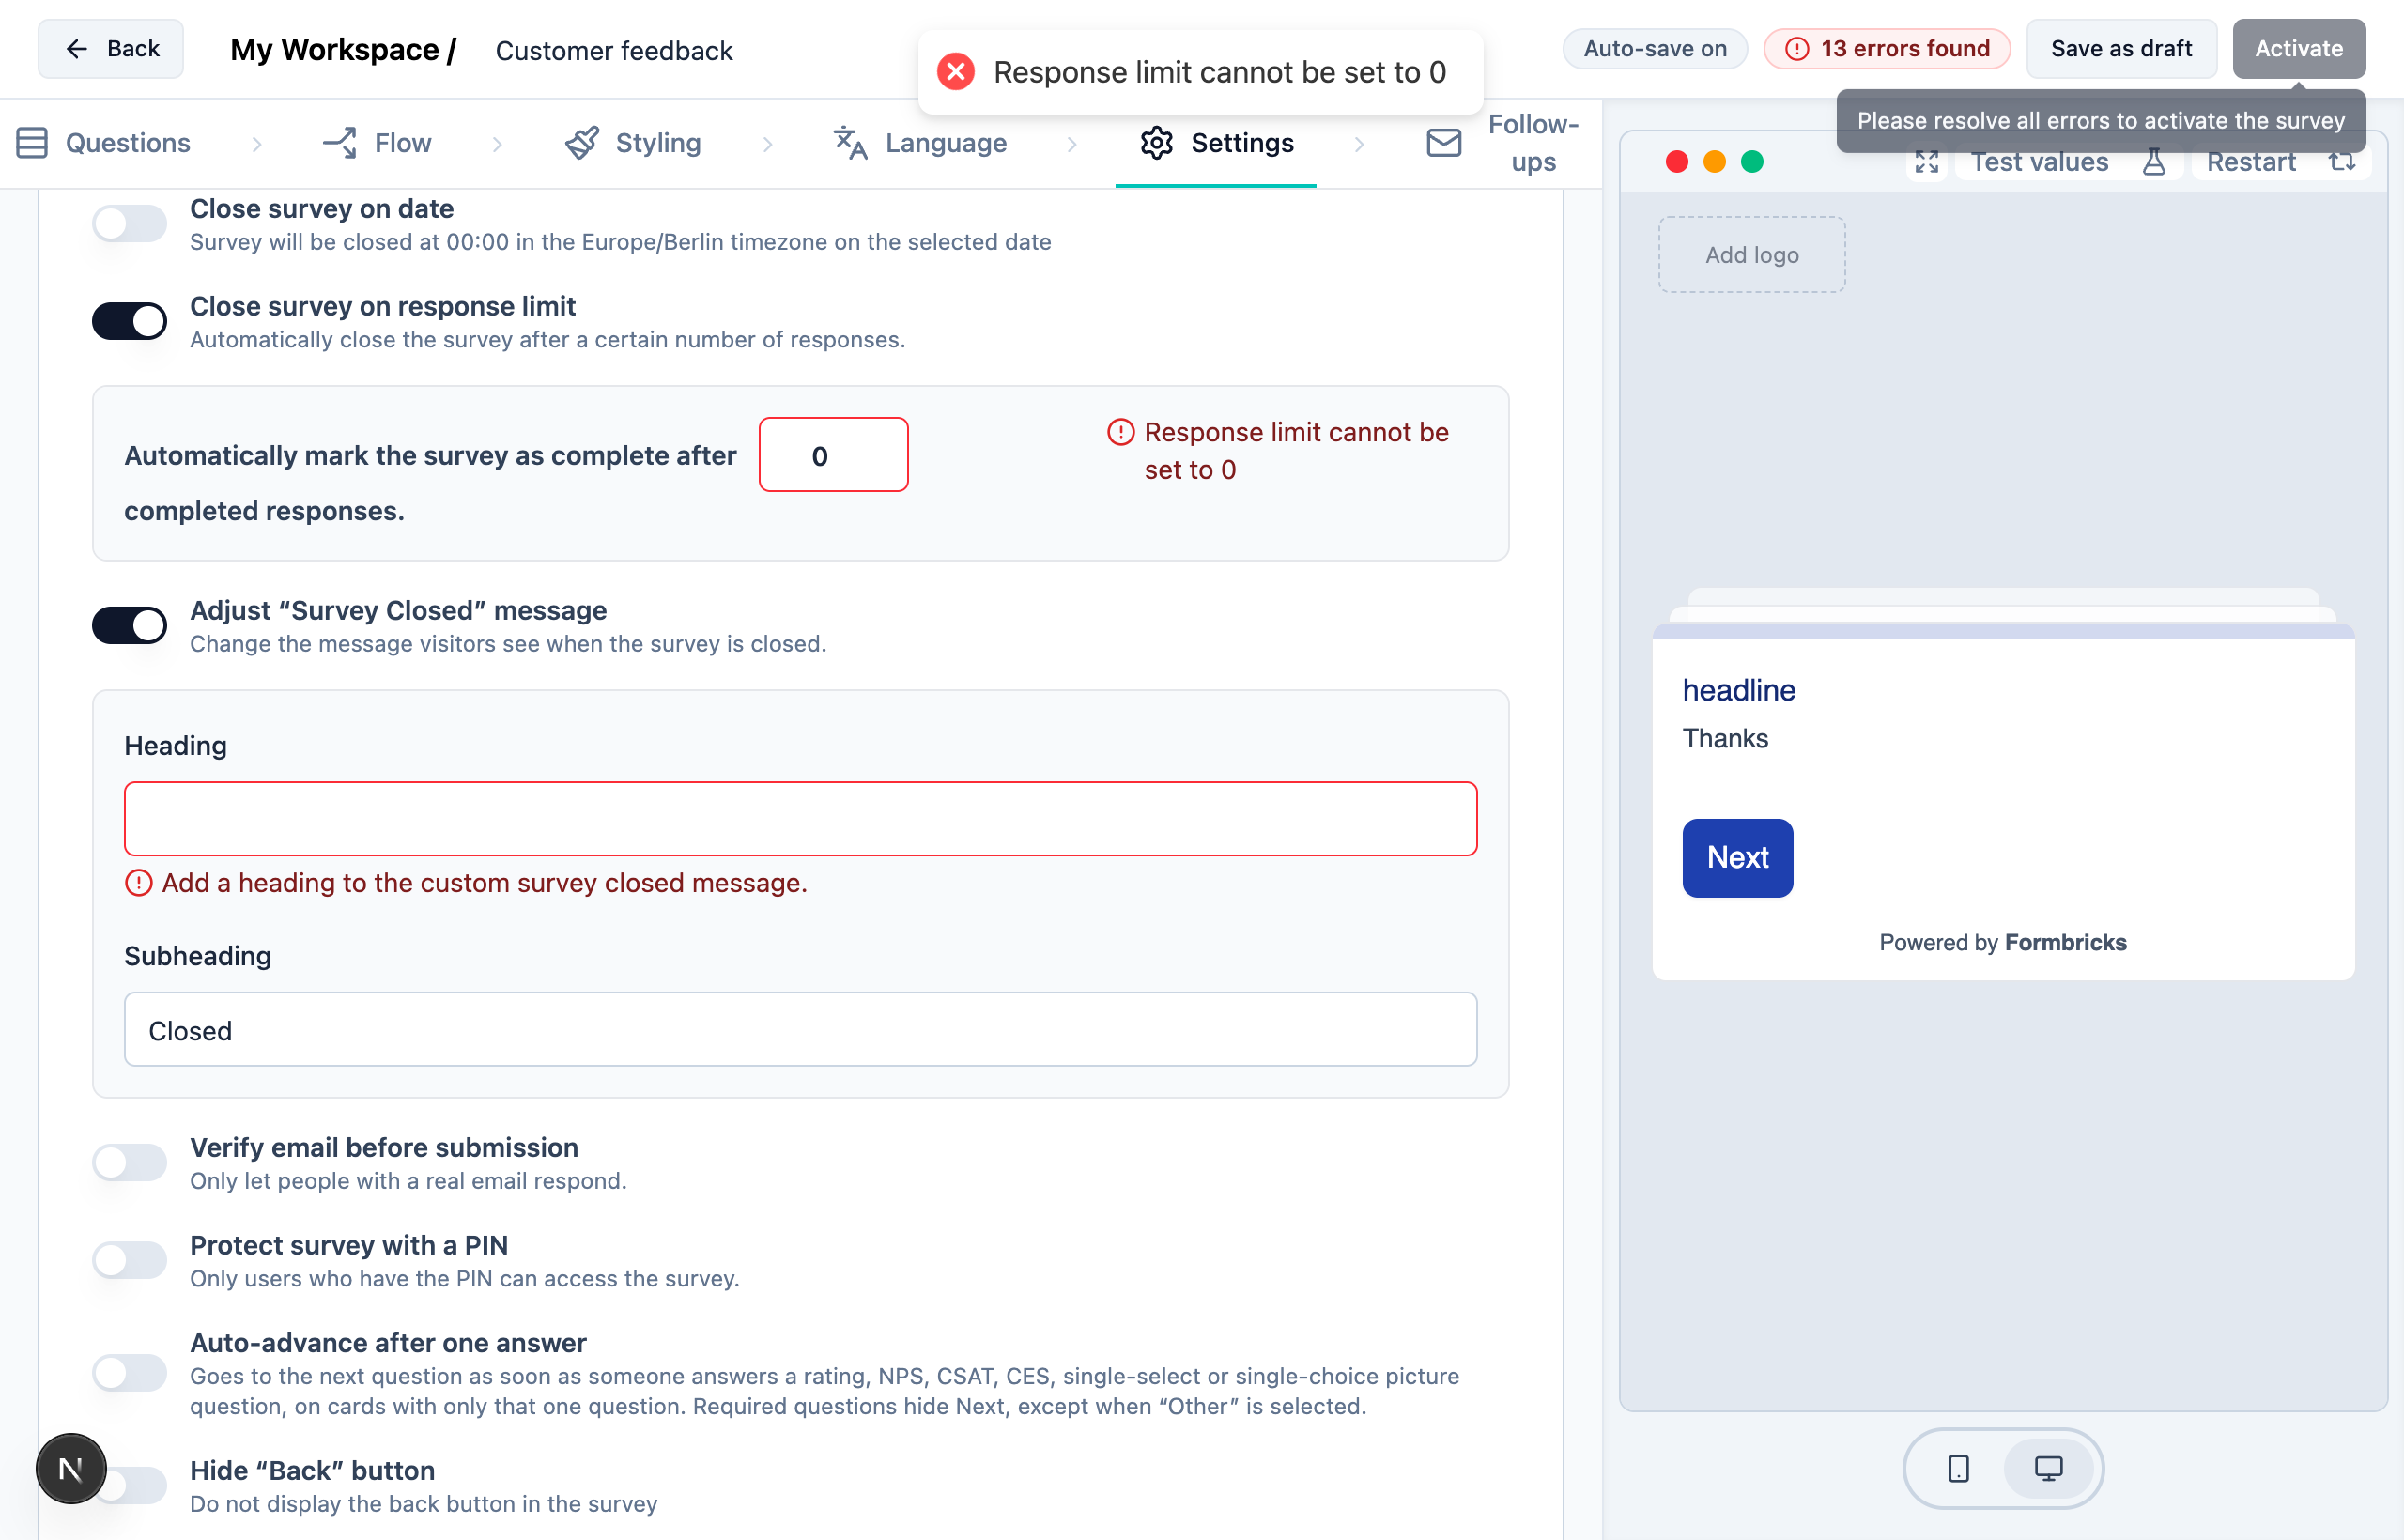 Back
My Workspace /
Customer feedback
Response limit cannot be set to 0
Auto-save on
13 errors found
Save as draft
Activate
Please resolve all errors to activate the survey
Questions
Flow
Styling
Language
Settings
Follow-
ups
Test values
Restart
Close survey on date
Survey will be closed at 00:00 in the Europe/Berlin timezone on the selected date
Close survey on response limit
Automatically close the survey after a certain number of responses.
Automatically mark the survey as complete after 0
completed responses.
Response limit cannot be
set to 0
Adjust “Survey Closed” message
Change the message visitors see when the survey is closed.
Heading
Add a heading to the custom survey closed message.
Subheading
Closed
Verify email before submission
Only let people with a real email respond.
Protect survey with a PIN
Only users who have the PIN can access the survey.
Auto-advance after one answer
Goes to the next question as soon as someone answers a rating, NPS, CSAT, CES, single-select or single-choice picture
question, on cards with only that one question. Required questions hide Next, except when “Other” is selected.
Hide “Back” button
Do not display the back button in the survey
N
Add logo
headline
Thanks
Next
Powered by Formbricks